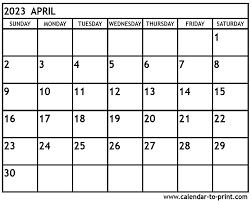 2023 APRIL
SUNDAY MONDAY TUESDAY WEDNESDAY THURSDAY FRIDAY SATURDAY
1
2 3 4 5 6 7 8
9 10 11 12 13 14 15
16 17 18 19 20 21 22
23 24 25 26 27 28 29
30
www.calendar-to-print.com